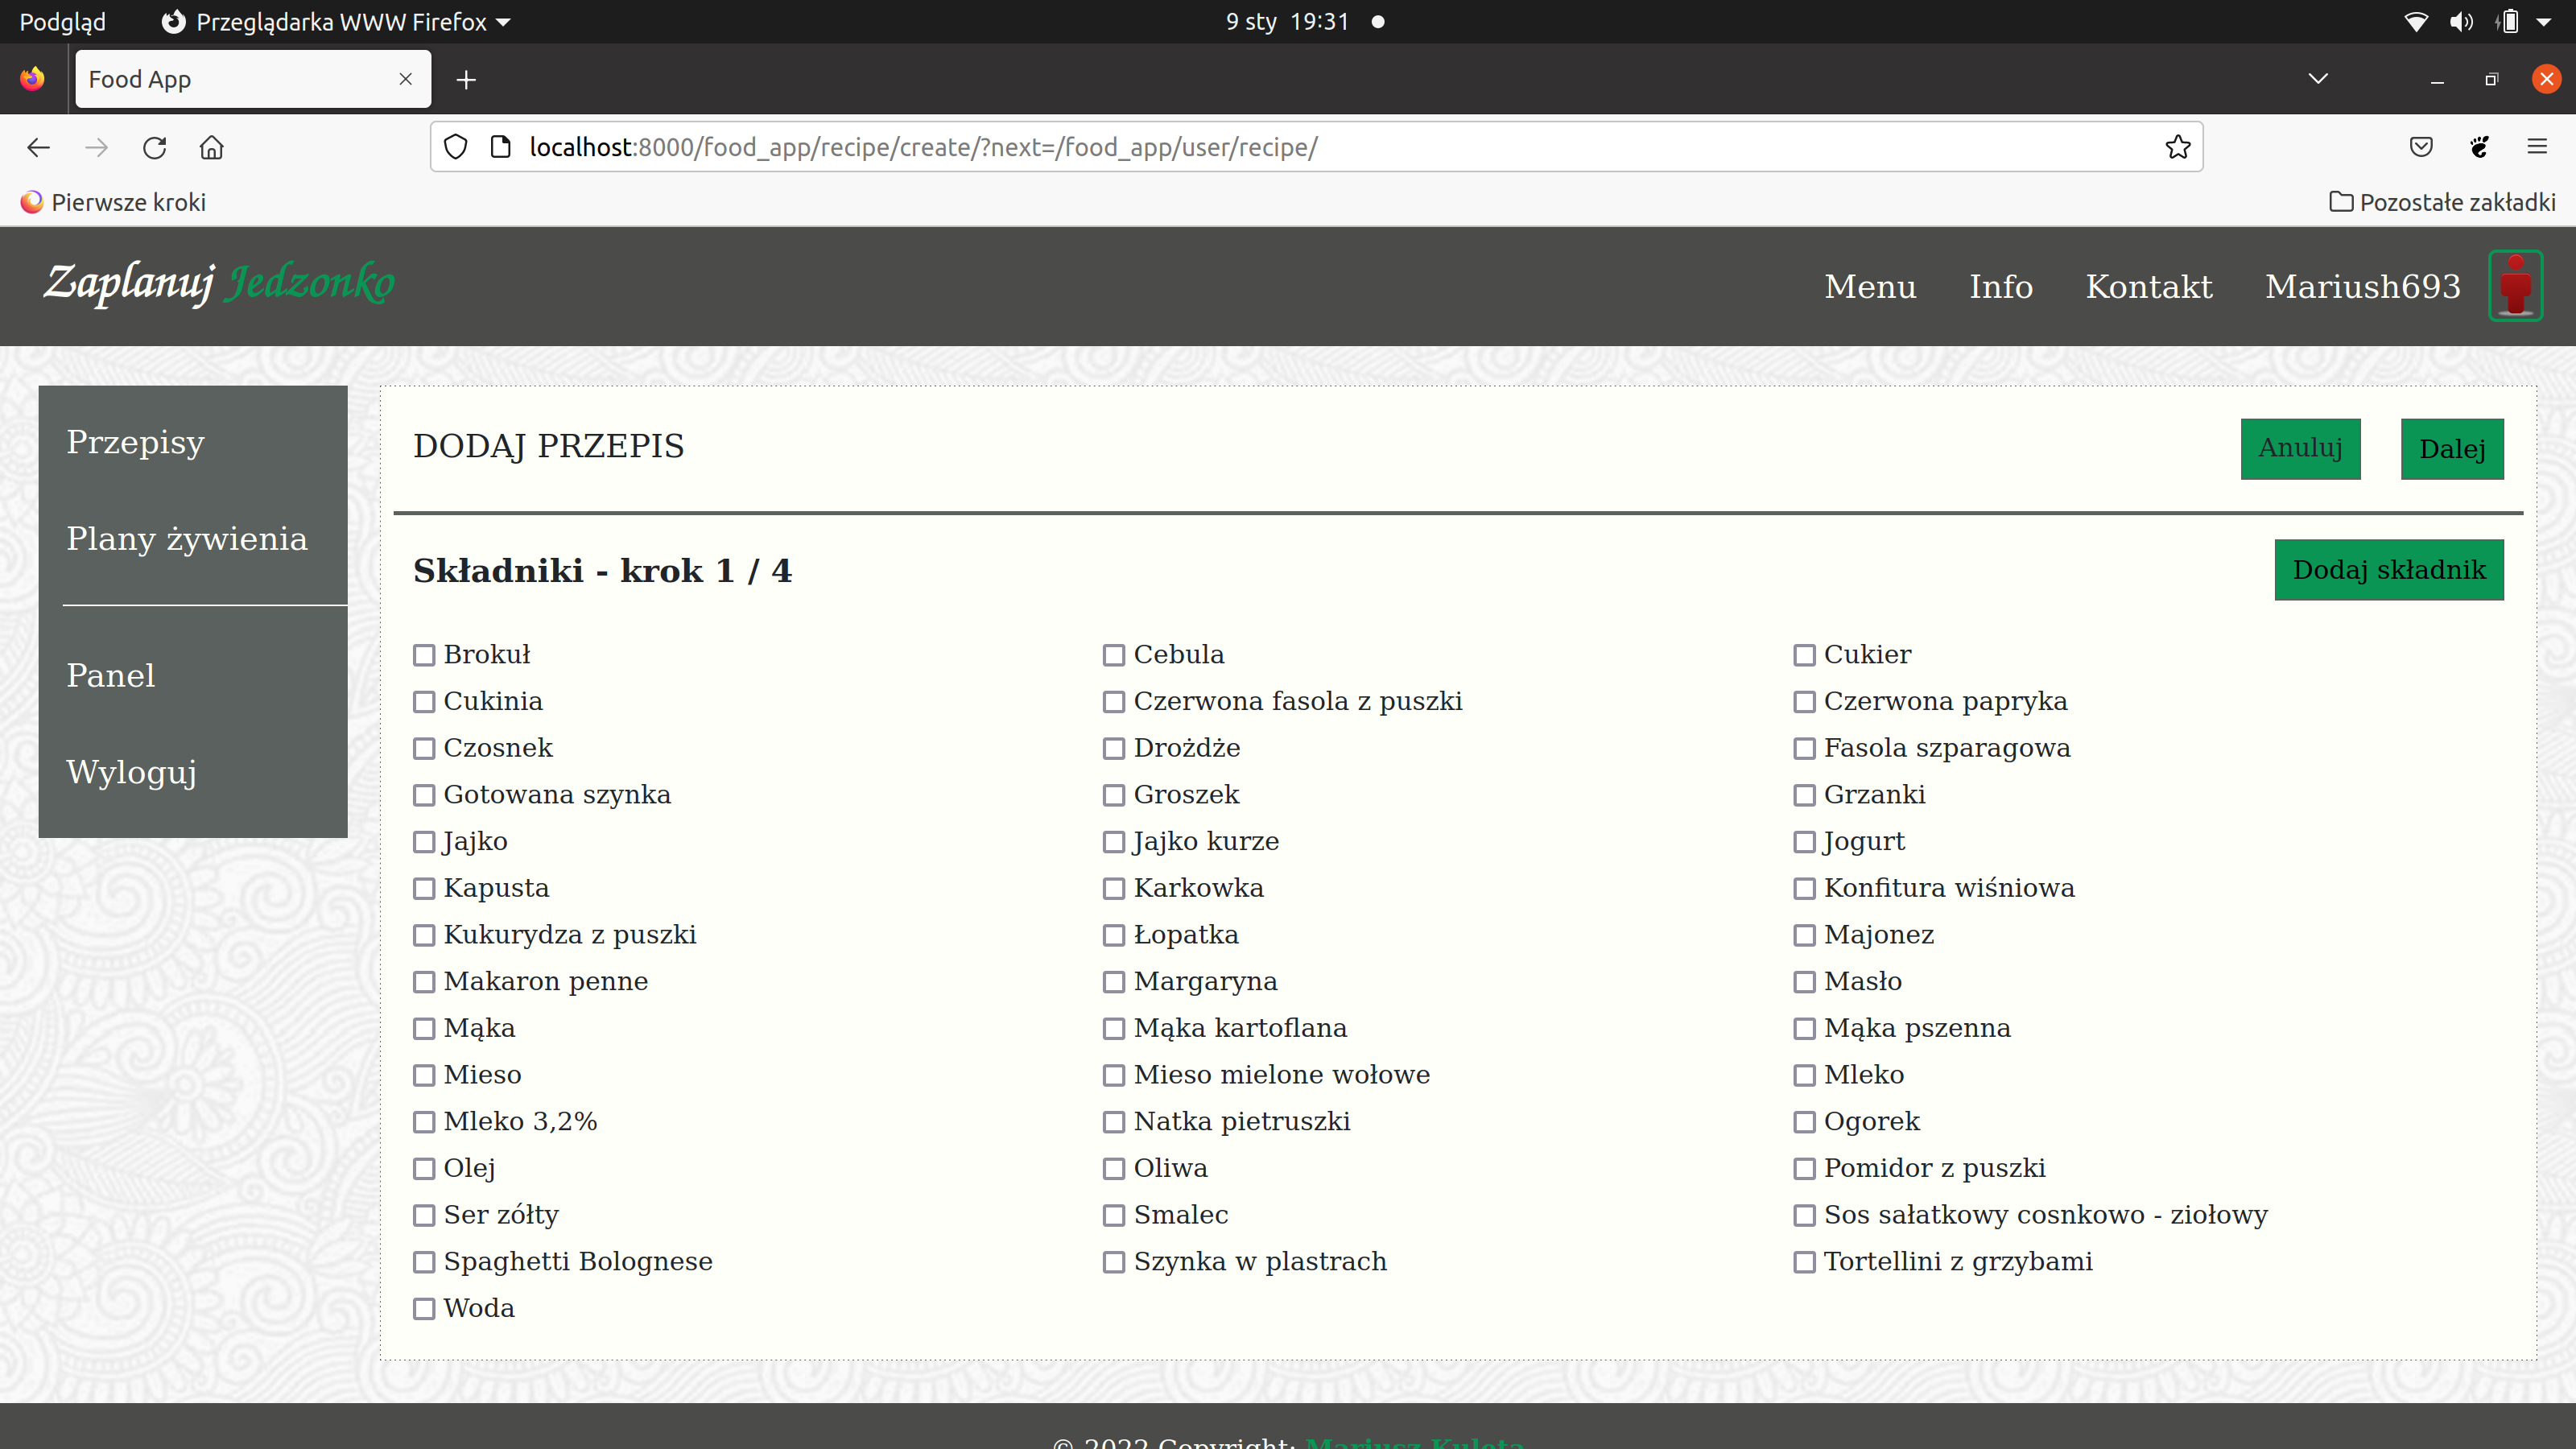 Podgląd Przeglądarka WWW Firefox 9 sty 19:31
Food App
localhost:8000/food_app/recipe/create/?next=/food_app/user/recipe/
Pierwsze kroki Pozostałe zakładki
Zaplanuj Jedzonko Menu Info Kontakt Mariush693
Przepisy
Plany żywienia
Panel
Wyloguj
DODAJ PRZEPIS Anuluj Dalej
Składniki - krok 1 / 4 Dodaj składnik
Brokuł Cebula Cukier
Cukinia Czerwona fasola z puszki Czerwona papryka
Czosnek Drożdże Fasola szparagowa
Gotowana szynka Groszek Grzanki
Jajko Jajko kurze Jogurt
Kapusta Karkowka Konfitura wiśniowa
Kukurydza z puszki Łopatka Majonez
Makaron penne Margaryna Masło
Mąka Mąka kartoflana Mąka pszenna
Mieso Mieso mielone wołowe Mleko
Mleko 3,2% Natka pietruszki Ogorek
Olej Oliwa Pomidor z puszki
Ser zółty Smalec Sos sałatkowy cosnkowo - ziołowy
Spaghetti Bolognese Szynka w plastrach Tortellini z grzybami
Woda
© 2022 Copyright: Mariusz Kuleta